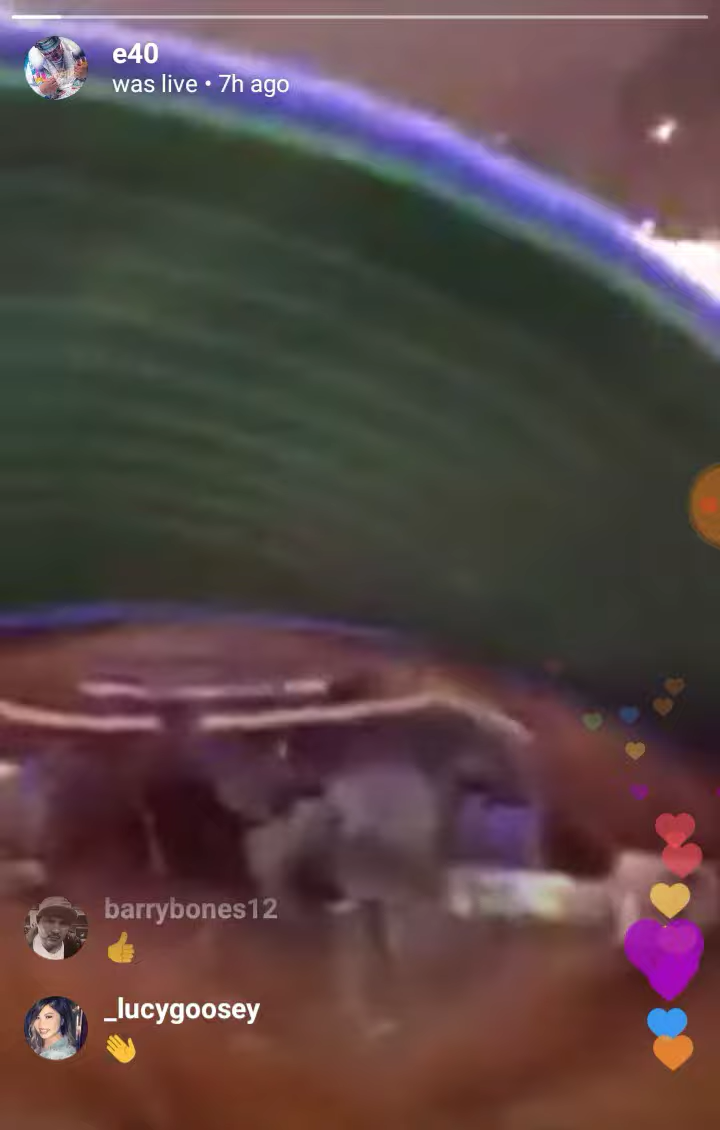 e40
was live • 7h ago
barrybones12
👍
_lucygoosey
👋